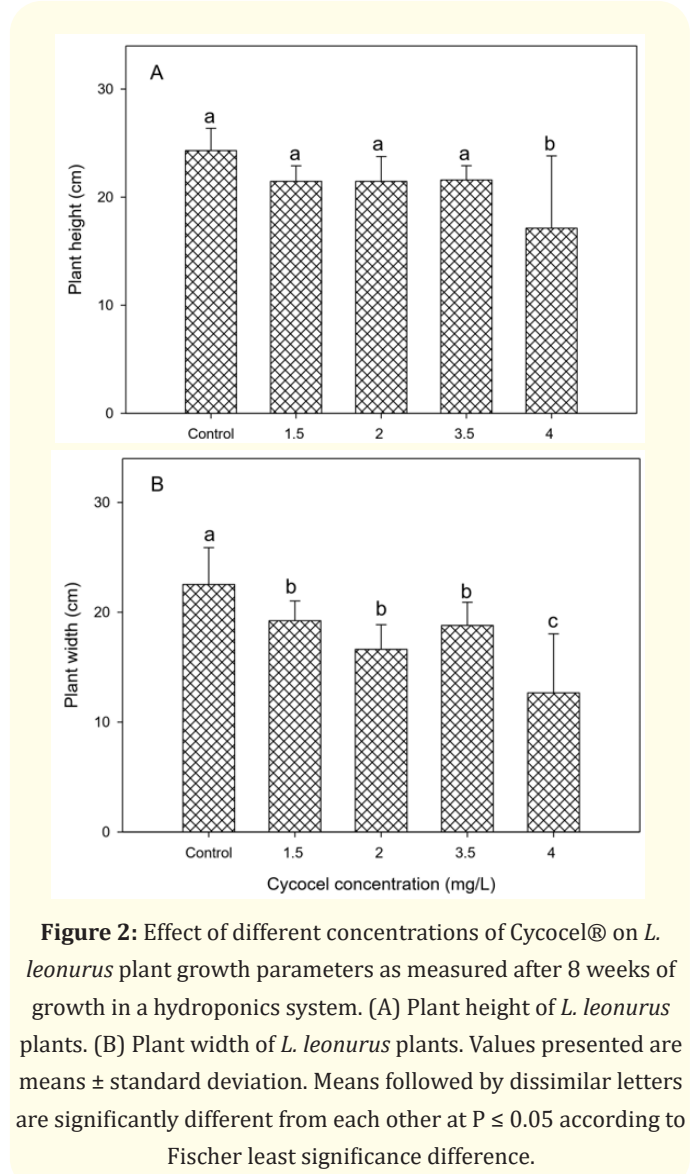 A
Plant height (cm)
30
20
10
0
a
a
a
a
b
Control 1.5 2 3.5 4
B
Plant width (cm)
30
20
10
0
a
b
b
b
c
Control 1.5 2 3.5 4
Cycocel concentration (mg/L)
Figure 2: Effect of different concentrations of Cycocel® on L.
leonurus plant growth parameters as measured after 8 weeks of
growth in a hydroponics system. (A) Plant height of L. leonurus
plants. (B) Plant width of L. leonurus plants. Values presented are
means ± standard deviation. Means followed by dissimilar letters
are significantly different from each other at P ≤ 0.05 according to
Fischer least significance difference.